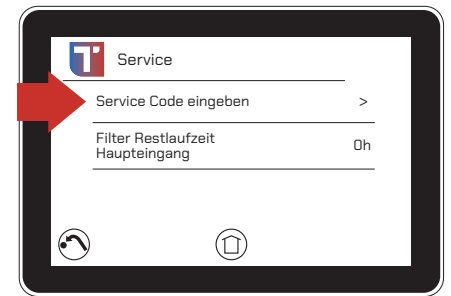 Service
Service Code eingeben >
Filter Restlaufzeit
Haupteingang 0h